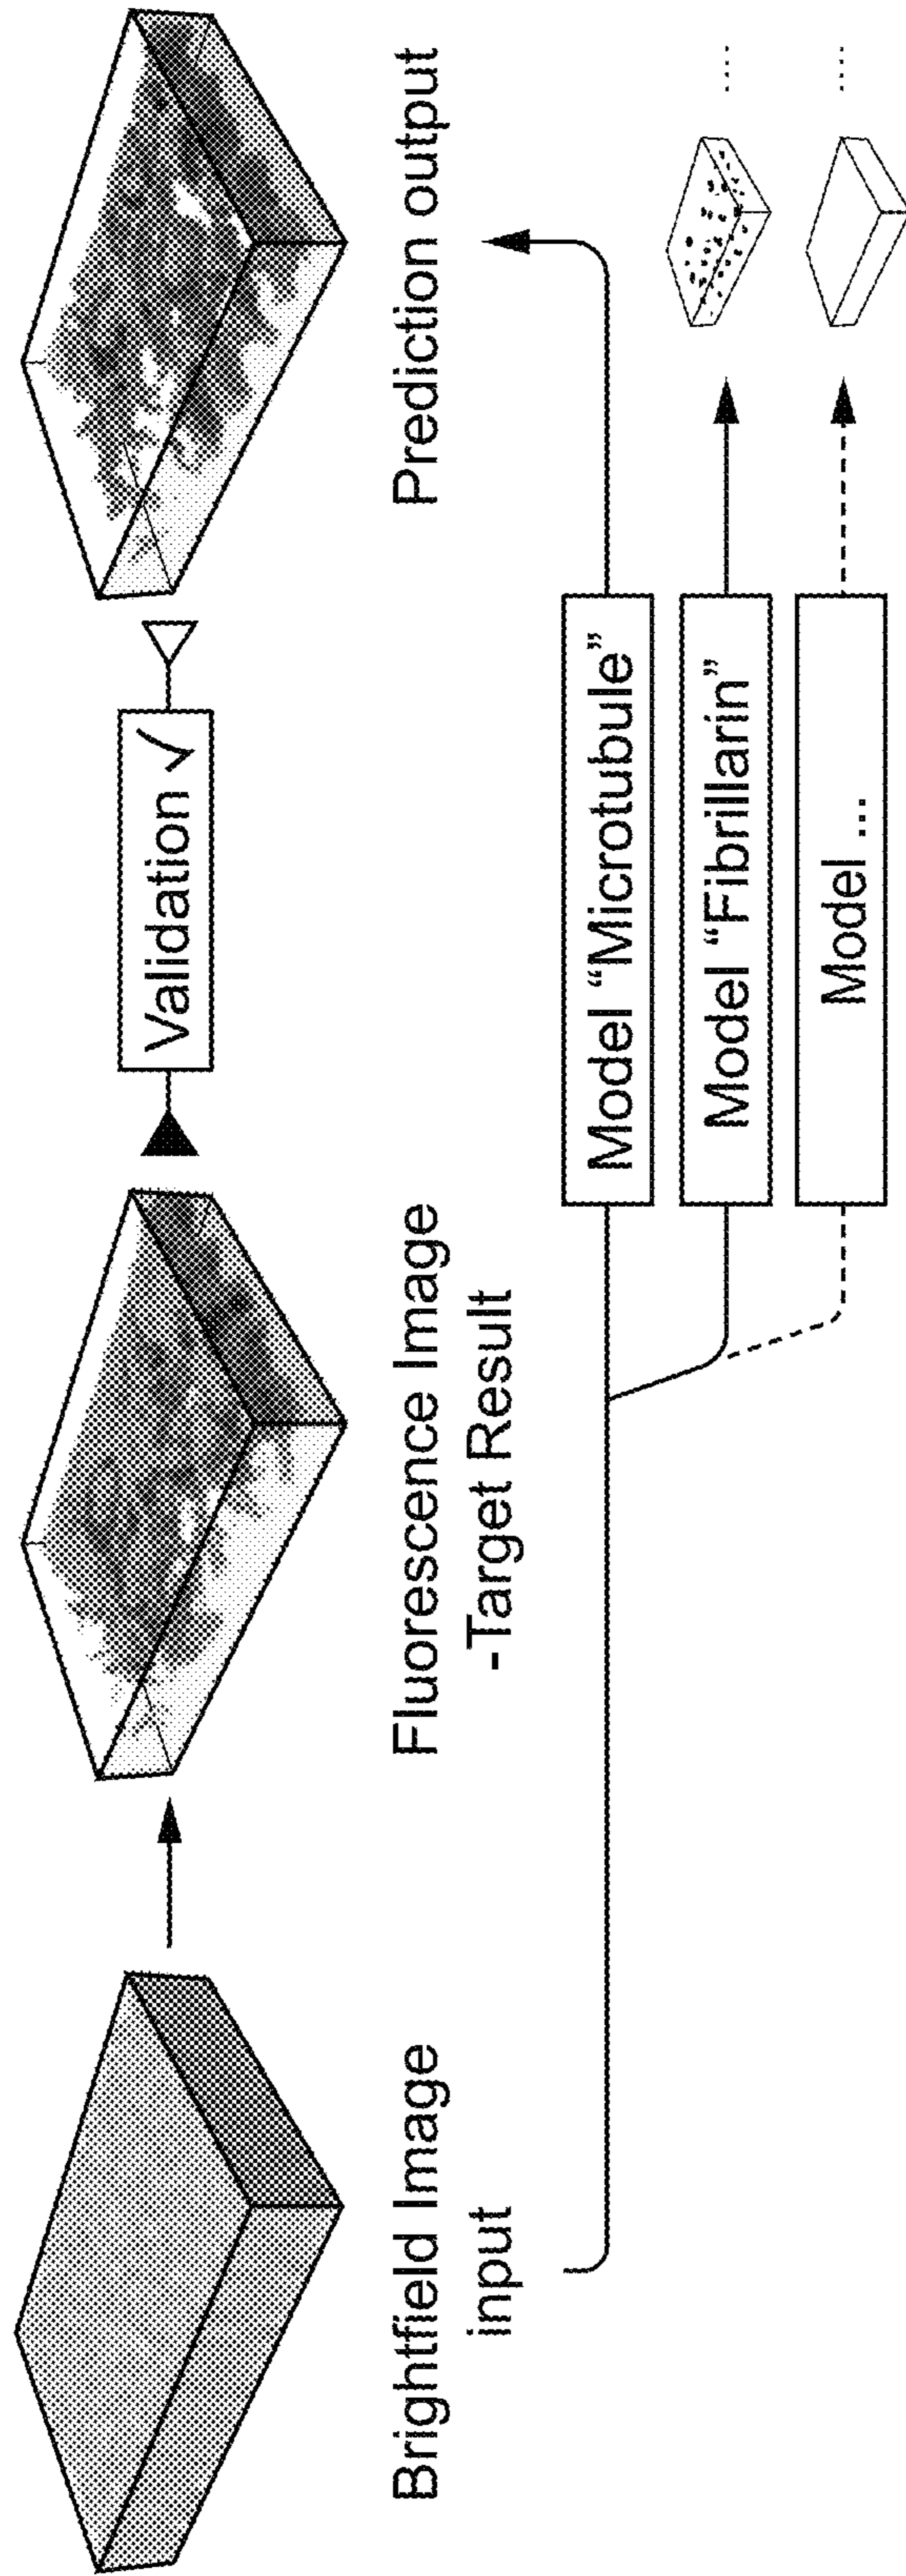 Validation √
Brightfield Image
input
Fluorescence Image
-Target Result
Prediction output
Model “Microtubule”
Model “Fibrillarin”
Model ...